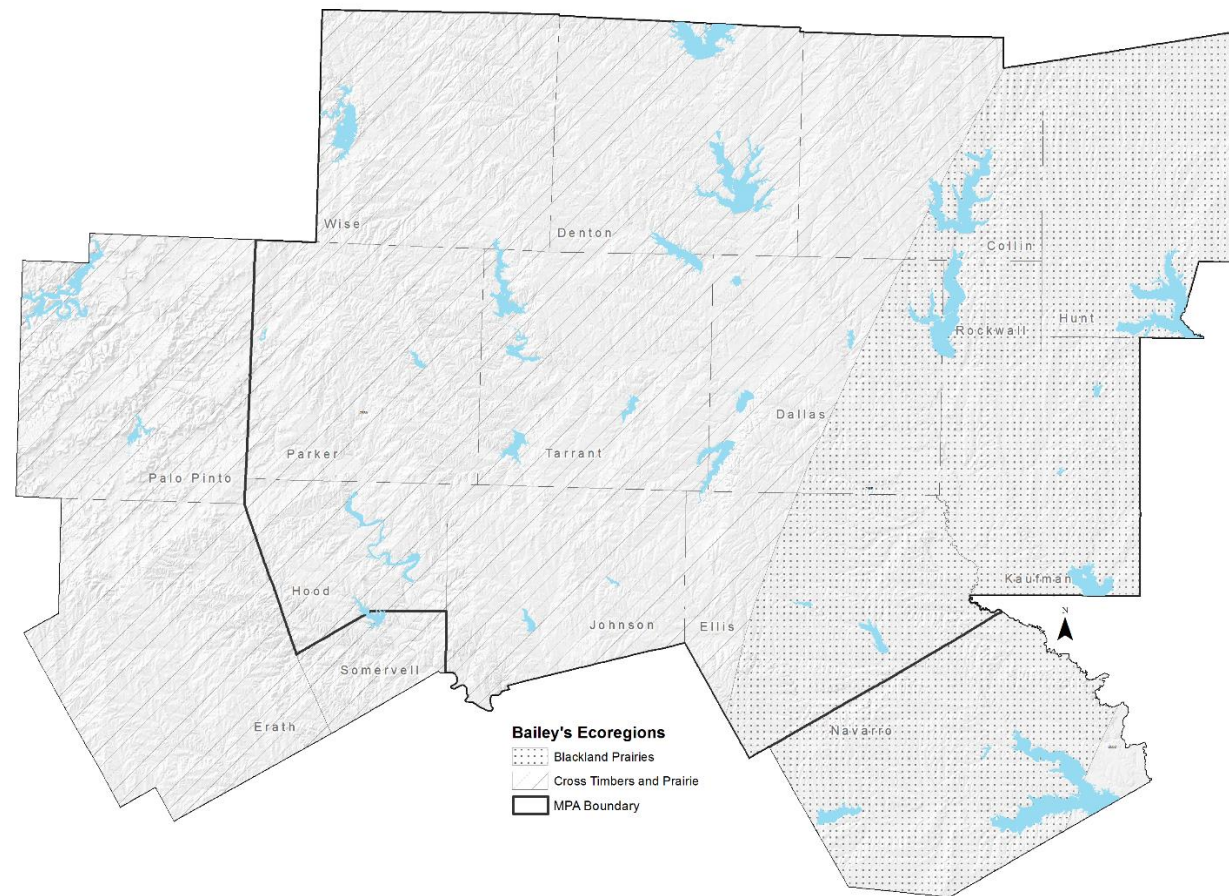 Wise
Denton
Collin
Rockwall
Hunt
Dallas
Palo Pinto
Parker
Tarrant
Hood
Kaufman
N
Johnson
Ellis
Somervell
Erath
Navarro
Bailey's Ecoregions
Blackland Prairies
Cross Timbers and Prairie
MPA Boundary